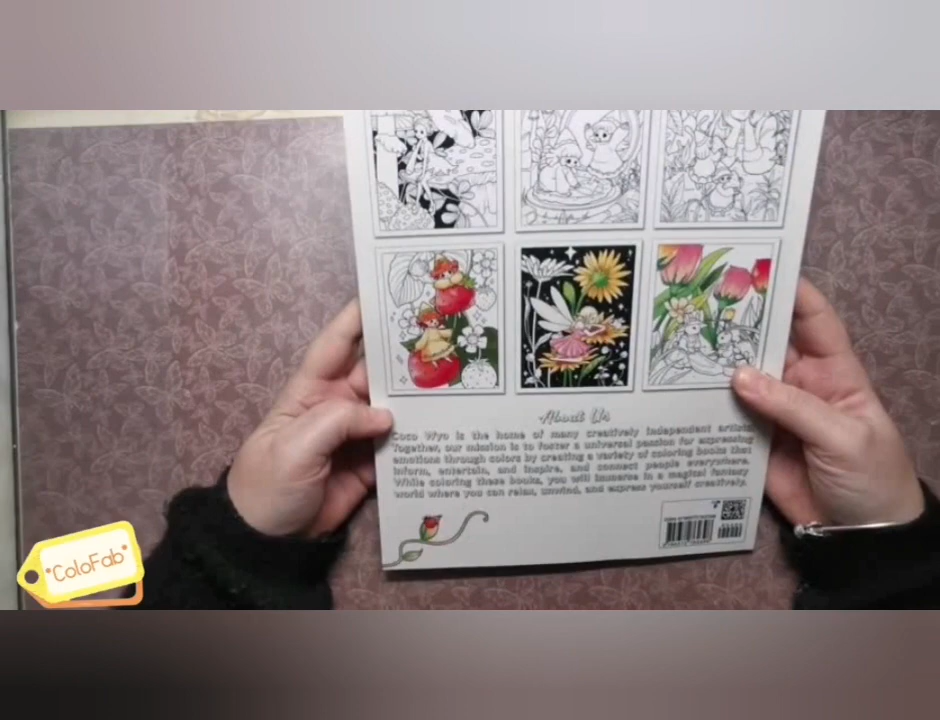 About Us
Coco Wyo is the home of many creatively independent artists
Together, our mission is to foster a universal passion for expressing
emotions through colors by creating a variety of coloring books that
inform, entertain, and inspire, and connect people everywhere.
While coloring these books, you will immerse in a magical fantasy
world where you can relax, unwind, and express yourself creatively.
"ColoFab"